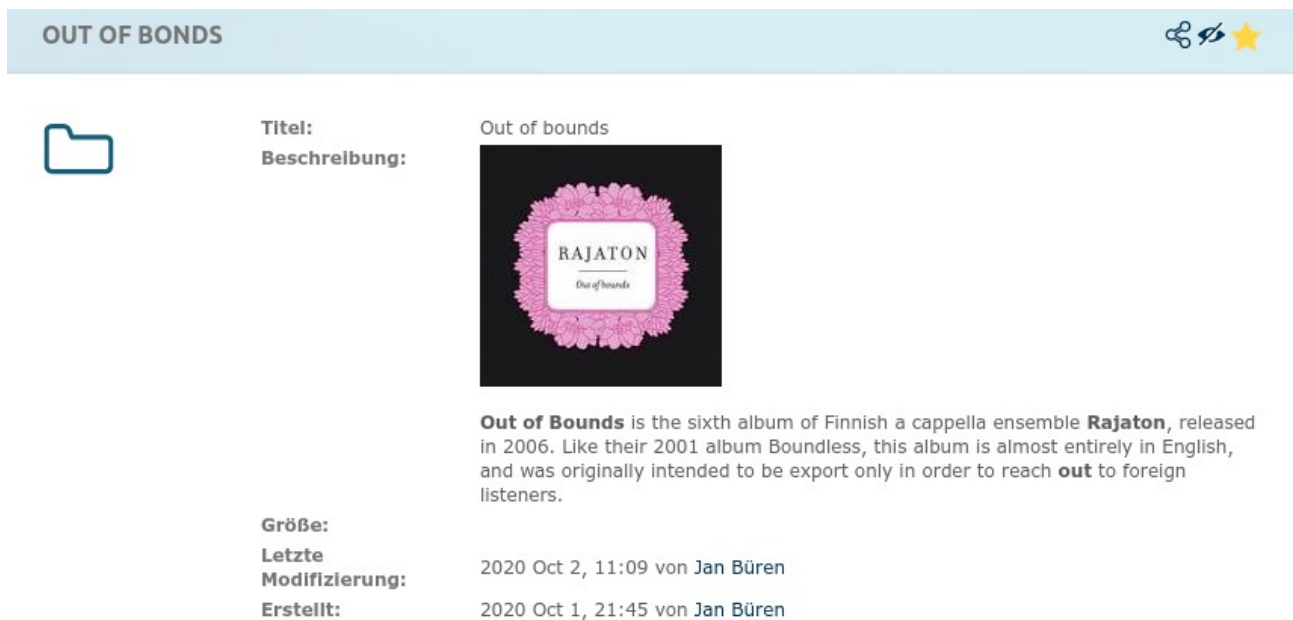 OUT OF BONDS
Titel: Out of bounds
Beschreibung:
RAJATON
Out of bounds
Out of Bounds is the sixth album of Finnish a cappella ensemble Rajaton, released
in 2006. Like their 2001 album Boundless, this album is almost entirely in English,
and was originally intended to be export only in order to reach out to foreign
listeners.
Größe:
Letzte
Modifizierung: 2020 Oct 2, 11:09 von Jan Büren
Erstellt: 2020 Oct 1, 21:45 von Jan Büren